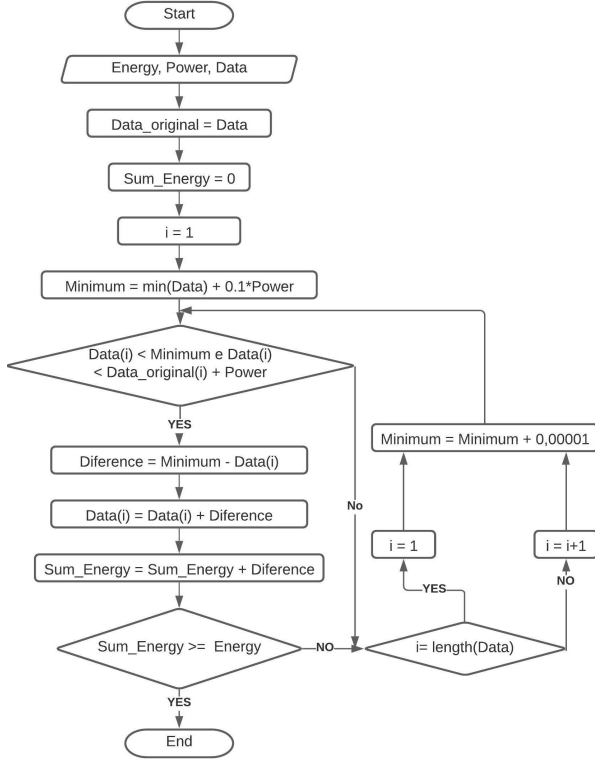 Start
Energy, Power, Data
Data_original = Data
Sum_Energy = 0
i = 1
Minimum = min(Data) + 0.1*Power
Data(i) < Minimum e Data(i)
< Data_original(i) + Power
YES
Diference = Minimum - Data(i)
Data(i) = Data(i) + Diference
Sum_Energy = Sum_Energy + Diference
Sum_Energy >= Energy
YES
End
No
NO
i= length(Data)
YES
NO
i = 1
i = i+1
Minimum = Minimum + 0,00001